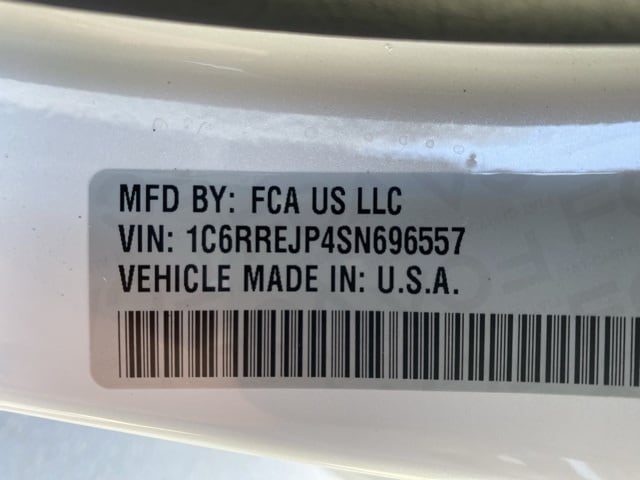 MFD BY: FCA US LLC
VIN: 1C6RREJP4SN696557
VEHICLE MADE IN: U.S.A.